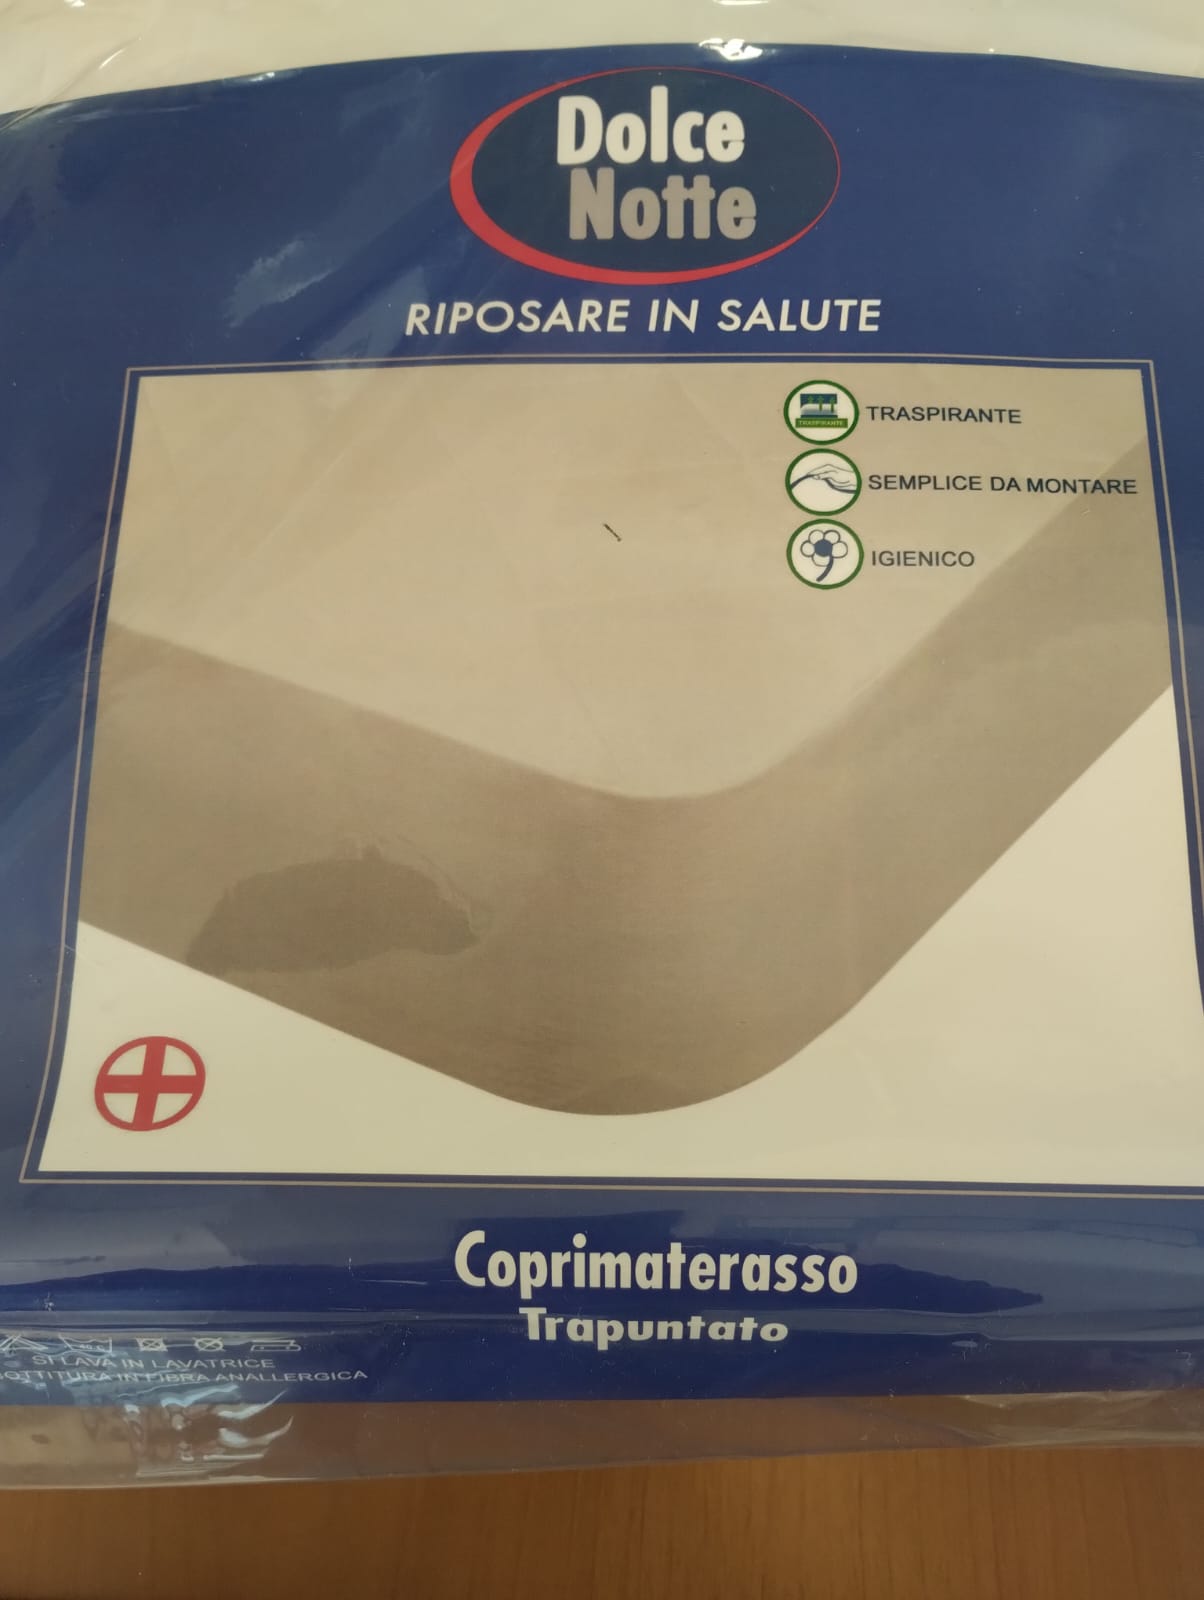 Dolce
Notte
RIPOSARE IN SALUTE
TRASPIRANTE
TRASPIRANTE
SEMPLICE DA MONTARE
IGIENICO
Coprimaterasso
Trapuntato
SI LAVA IN LAVATRICE
IN FIBRA ANALLERGICA